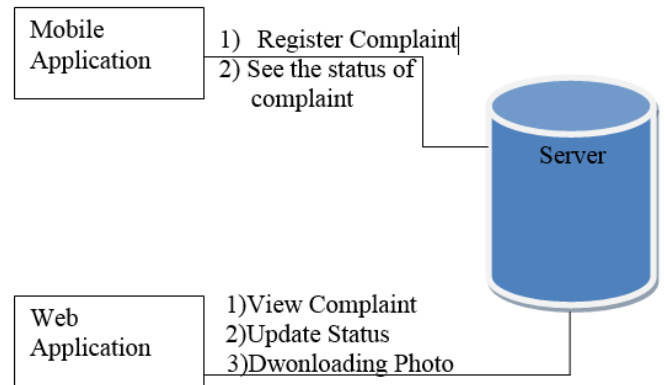 Mobile
Application
1) Register Complaint
2) See the status of
complaint
Server
Web
Application
1)View Complaint
2)Update Status
3)Dwonloading Photo